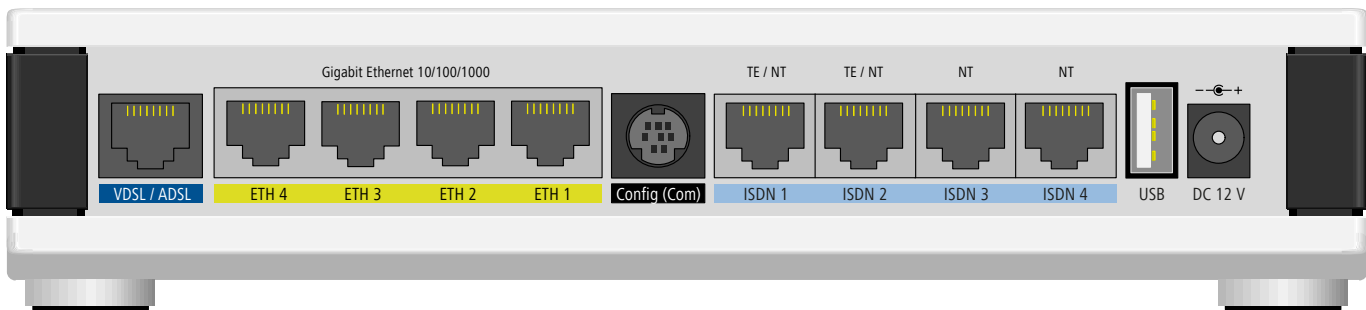 Gigabit Ethernet 10/100/1000 TE / NT TE / NT NT NT
VDSL / ADSL ETH 4 ETH 3 ETH 2 ETH 1 Config (Com) ISDN 1 ISDN 2 ISDN 3 ISDN 4 USB DC 12 V